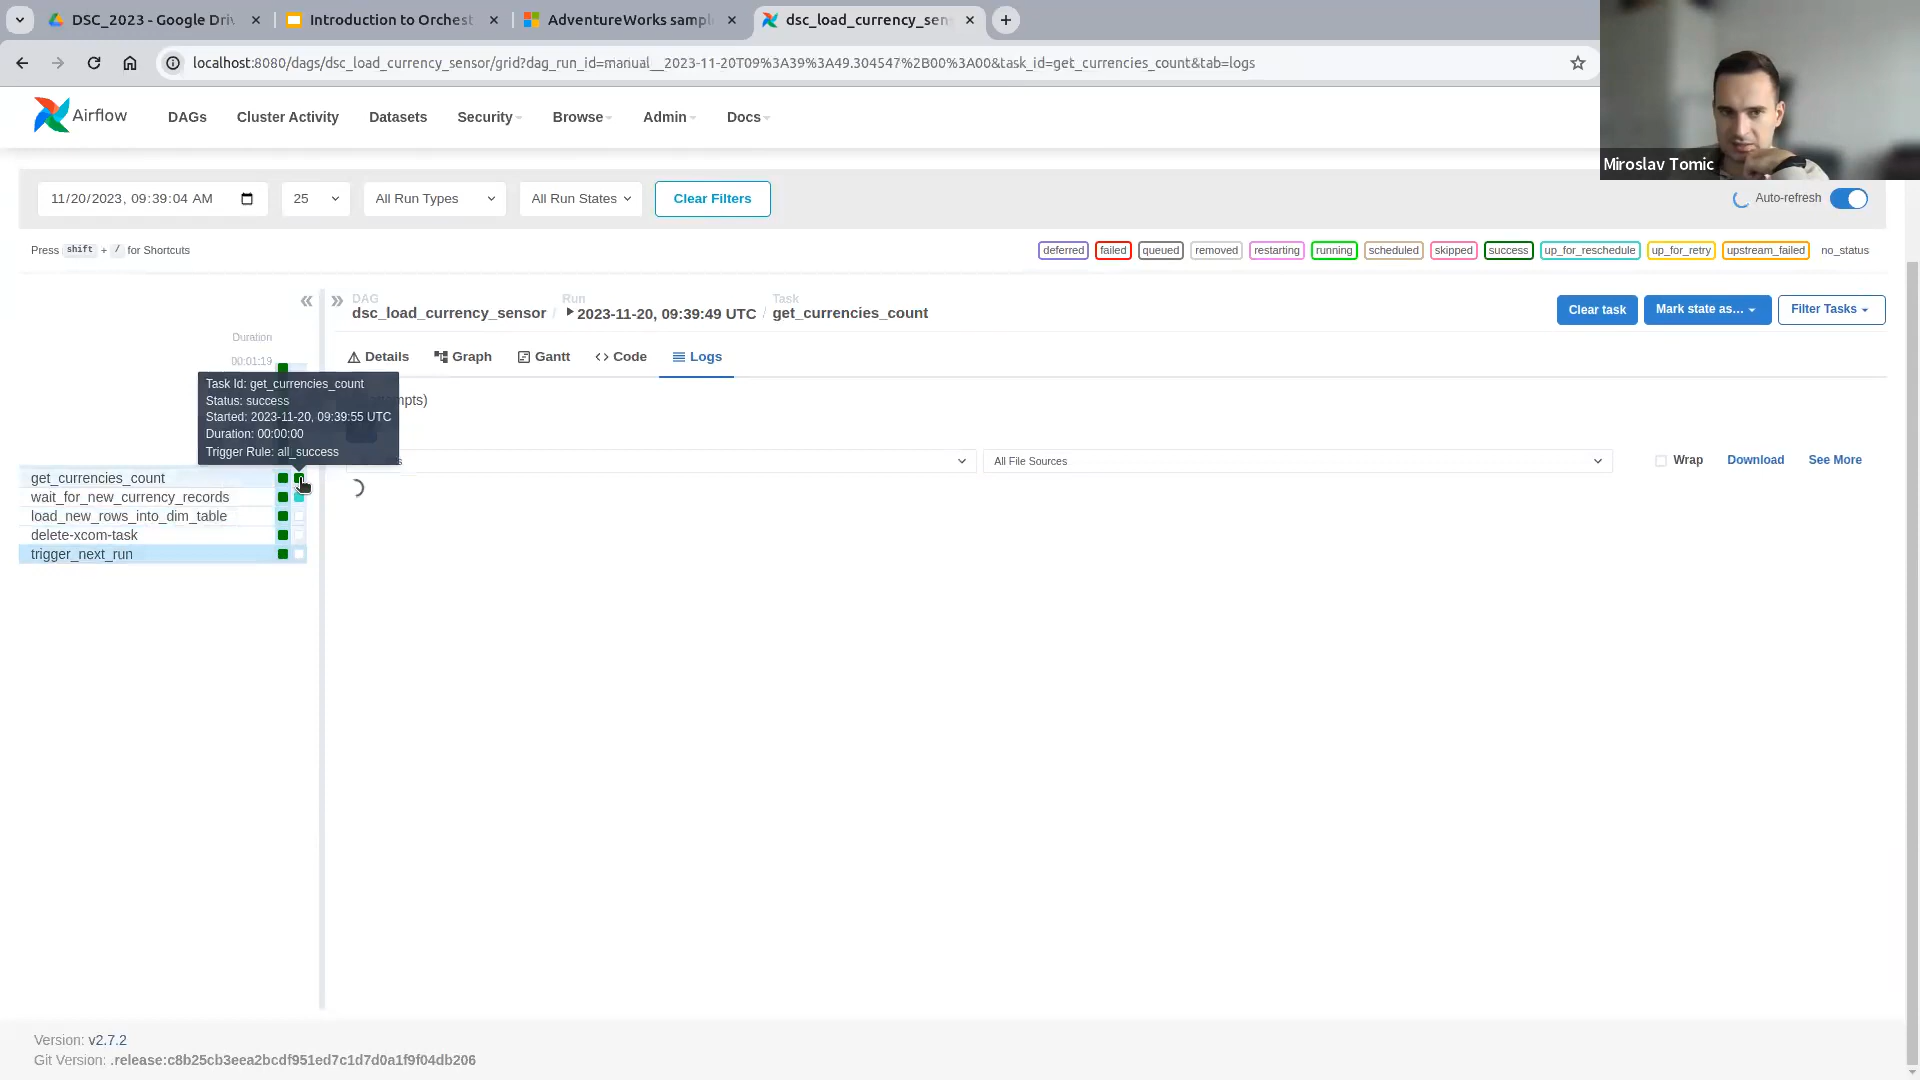 DSC_2023 - Google Driv
Introduction to Orchest
AdventureWorks sampl
dsc_load_currency_sen
localhost:8080/dags/dsc_load_currency_sensor/grid?dag_run_id=manual__2023-11-20T09%3A39%3A49.304547%2B00%3A00&task_id=get_currencies_count&tab=logs
Miroslav Tomic
Airflow
DAGs
Cluster Activity
Datasets
Security
Browse
Admin
Docs
11/20/2023, 09:39:04 AM
25
All Run Types
All Run States
Clear Filters
Auto-refresh
Press shift + / for Shortcuts
deferred
failed
queued
removed
restarting
running
scheduled
skipped
success
up_for_reschedule
up_for_retry
upstream_failed
no_status
DAG
dsc_load_currency_sensor /
Run
2023-11-20, 09:39:49 UTC /
Task
get_currencies_count
Clear task
Mark state as...
Filter Tasks
Duration
00:01:19
Details
Graph
Gantt
Code
Logs
Task Id: get_currencies_count
Status: success
Started: 2023-11-20, 09:39:55 UTC
Duration: 00:00:00
Trigger Rule: all_success
All File Sources
Wrap
Download
See More
get_currencies_count
wait_for_new_currency_records
load_new_rows_into_dim_table
delete-xcom-task
trigger_next_run
Version: v2.7.2
Git Version: .release:c8b25cb3eea2bcdf951ed7c1d7d0a1f9f04db206